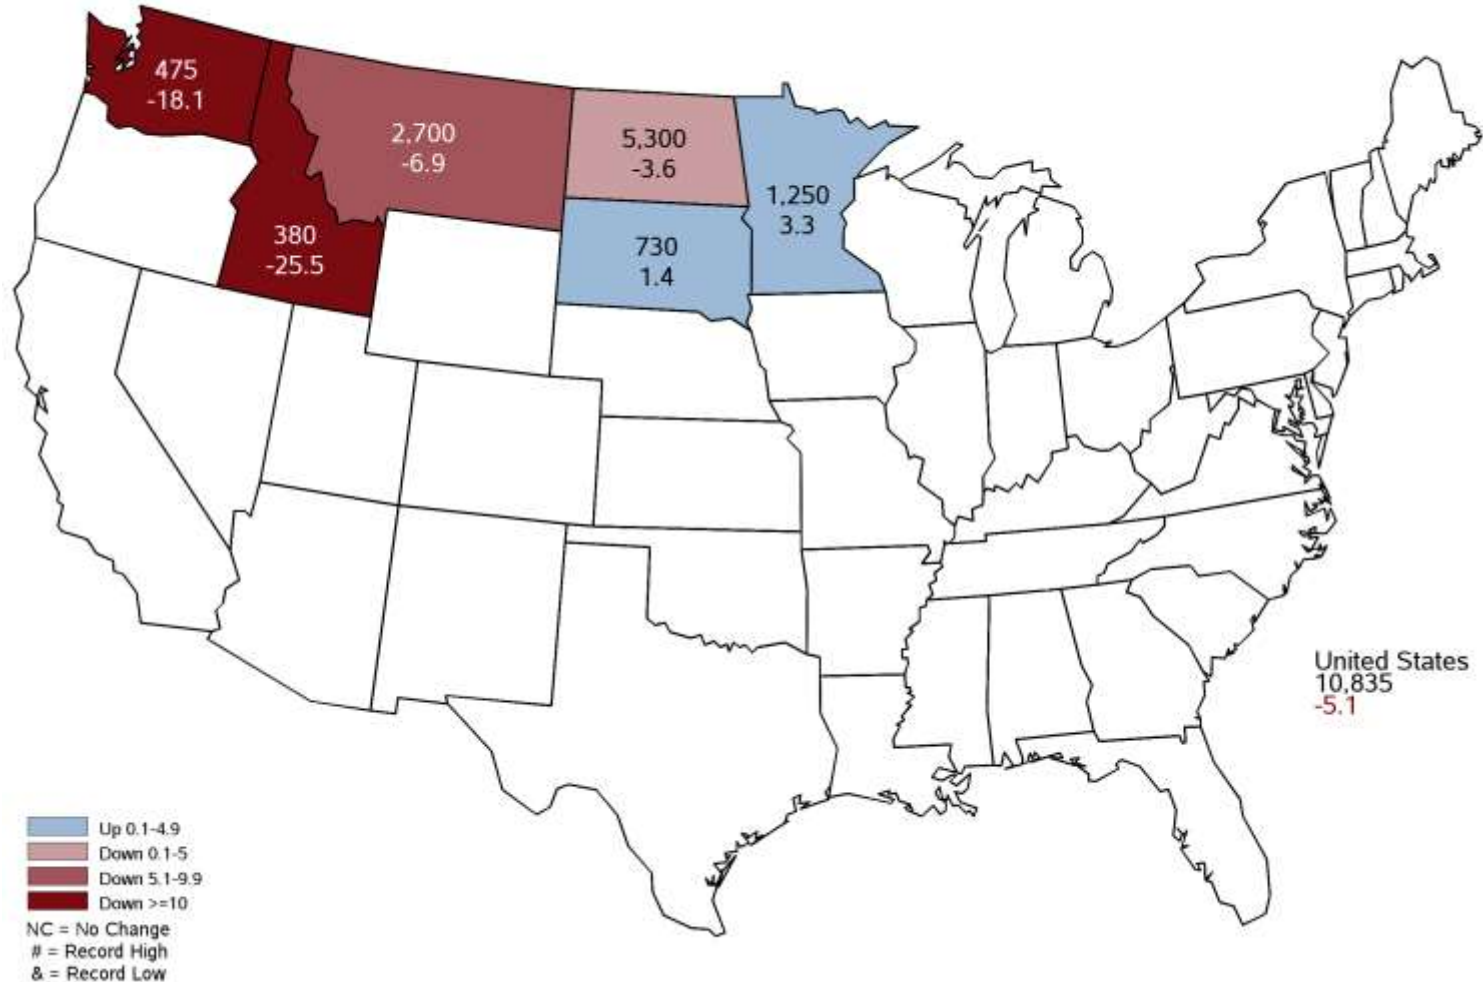 475
-18.1
2,700
-6.9
5,300
-3.6
1,250
3.3
380
-25.5
730
1.4
United States
10,835
-5.1
Up 0.1-4.9
Down 0.1-5
Down 5.1-9.9
Down >=10
NC = No Change
# = Record High
& = Record Low